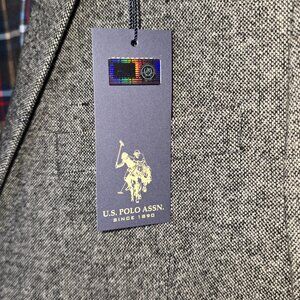 U.S. POLO ASSN.
SINCE 1890